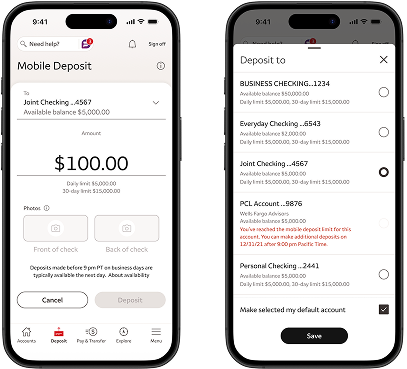 9:41
Need help?
1
Sign off
Mobile Deposit
To
Joint Checking ...4567
Available balance $5,000.00
Amount
$100.00
Daily limit $5,000.00
30-day limit $15,000.00
Photos
Front of check
Back of check
Deposits made before 9 pm PT on business days are
typically available the next day. About availability
Cancel
Deposit
Accounts
Deposit
Pay & Transfer
Explore
Menu
9:41
Deposit to
BUSINESS CHECKING...1234
Available balance $50,000.00
Daily limit $5,000.00, 30-day limit $15,000.00
Everyday Checking ...6543
Available balance $2,000.00
Daily limit $5,000.00, 30-day limit $15,000.00
Joint Checking ...4567
Available balance $5,000.00
Daily limit $5,000.00, 30-day limit $15,000.00
PCL Account ...9876
Wells Fargo Advisors
Available balance $5,000.00
You've reached the mobile deposit limit for this
account. You can make additional deposits on
12/31/21 after 9:00 pm Pacific Time.
Personal Checking ...2441
Available balance $5,000.00
Daily limit $5,000.00, 30-day limit $15,000.00
Make selected my default account
Save